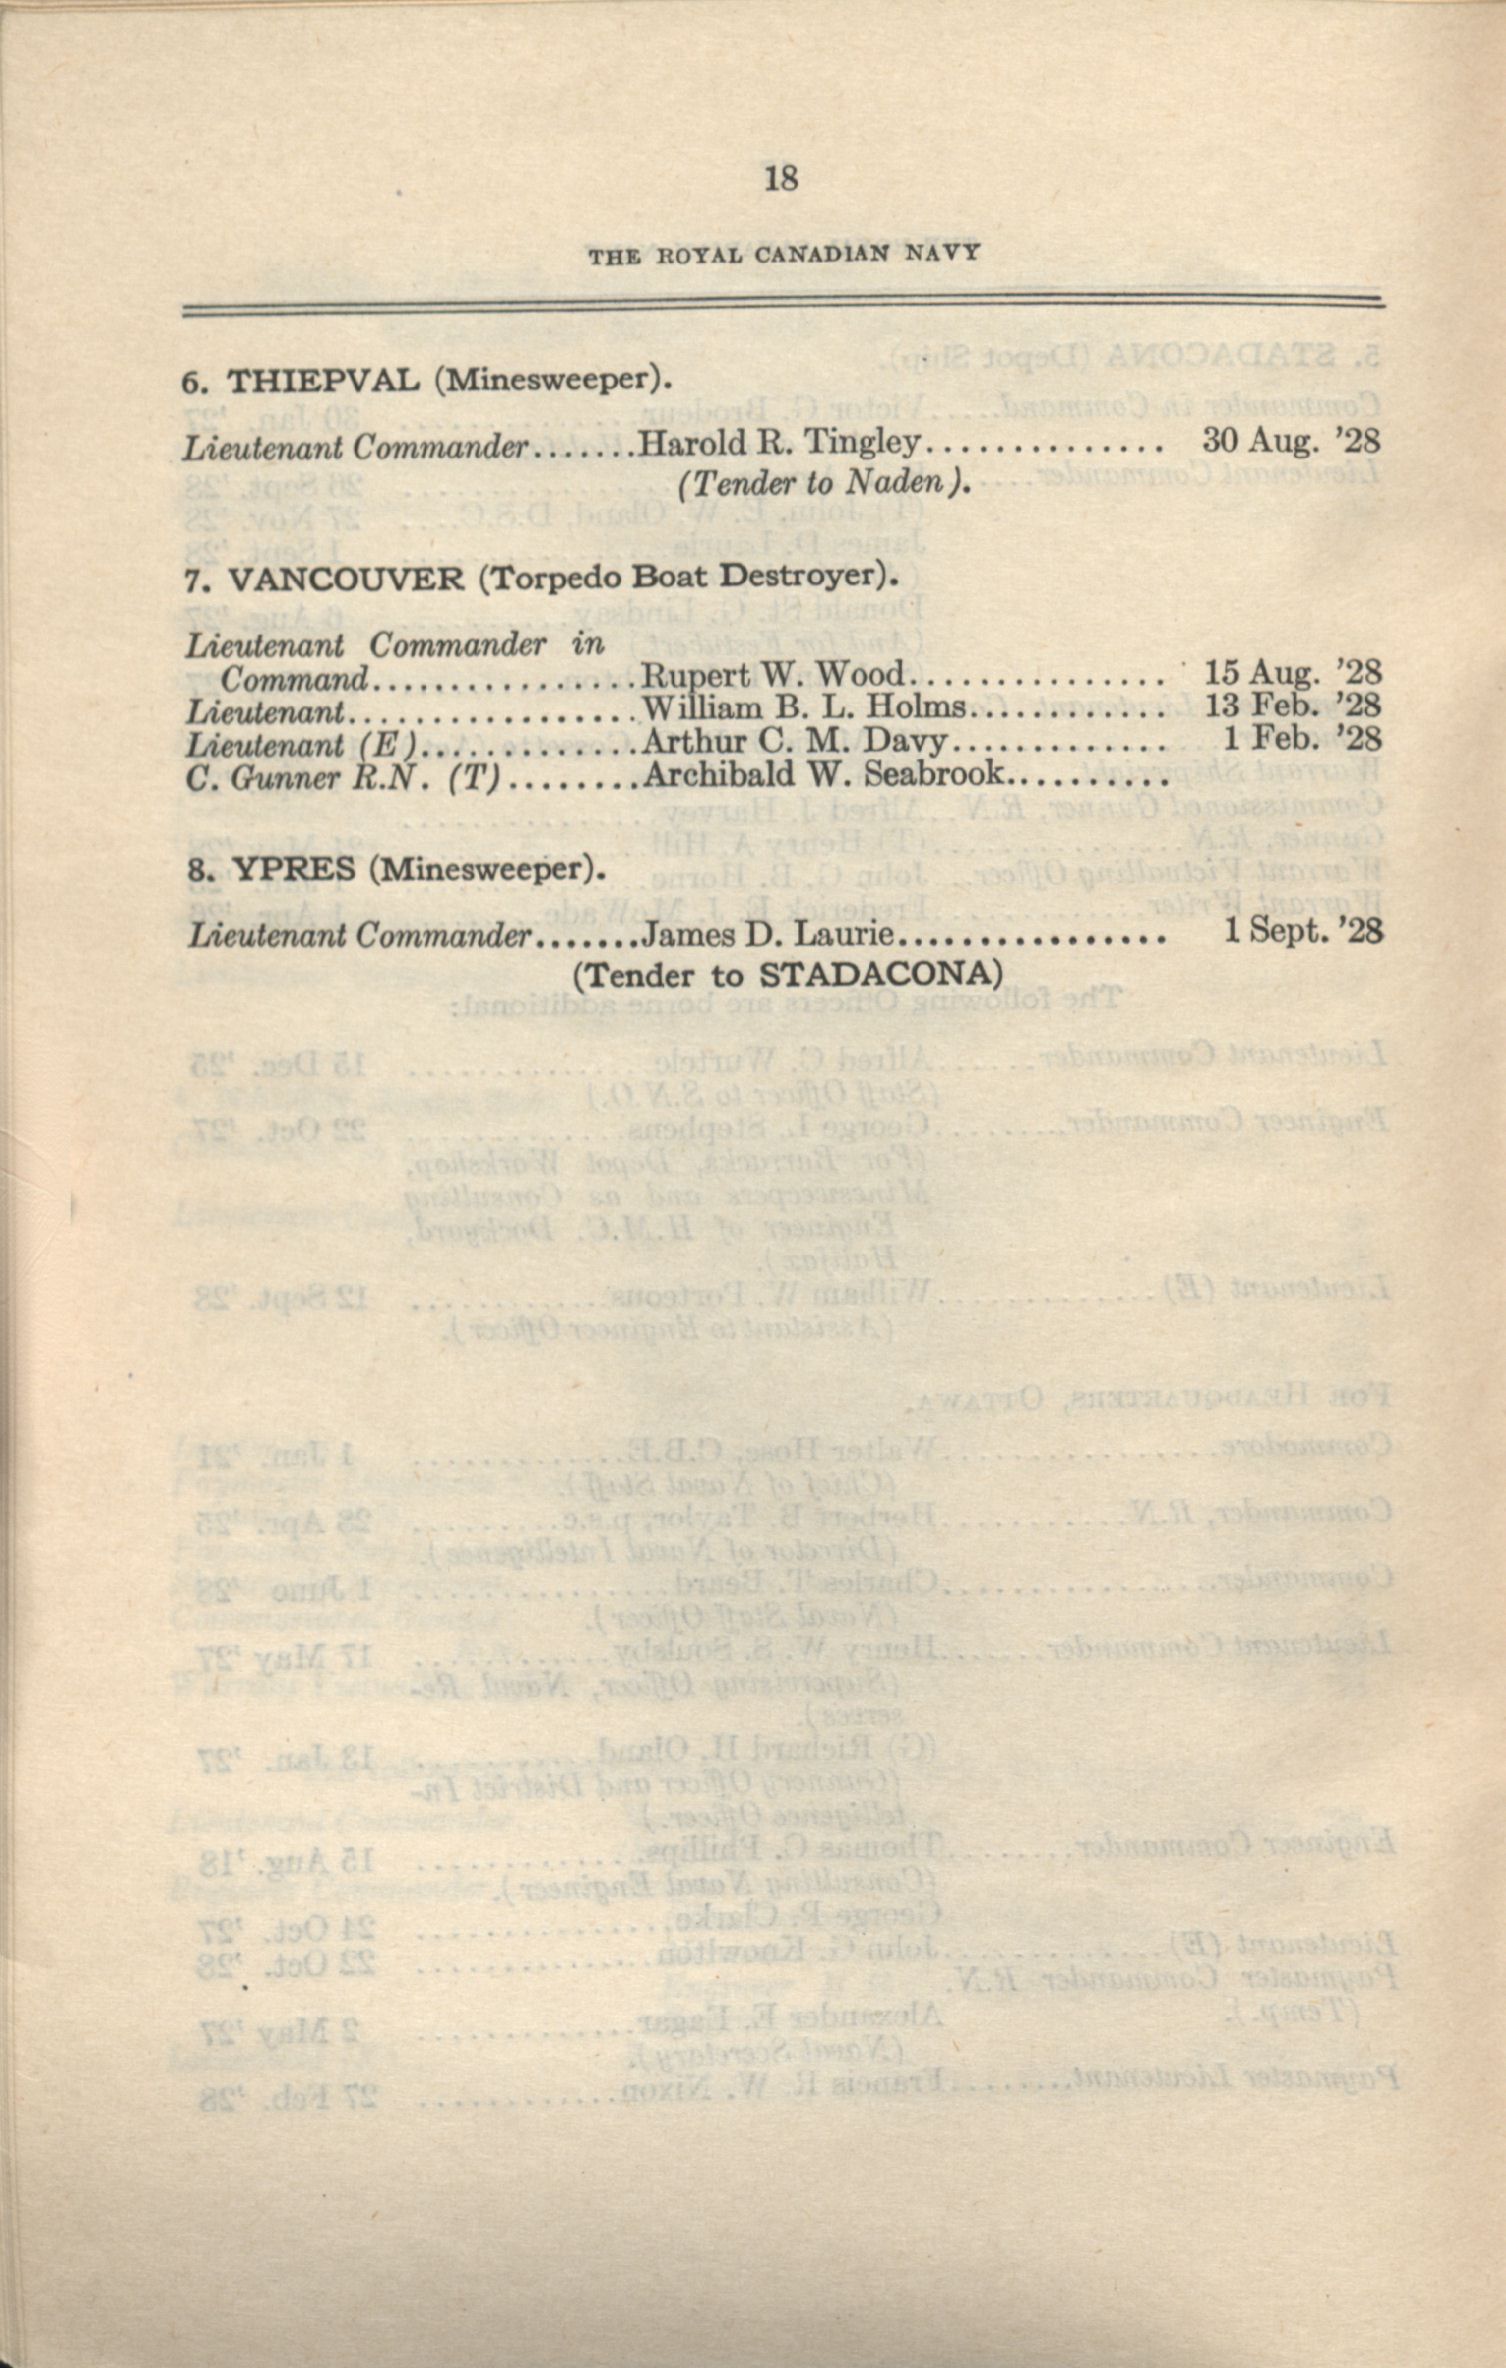 18
THE ROYAL CANADIAN NAVY
6. THIEPVAL (Minesweeper).
Lieutenant Commander.......Harold R. Tingley.............. 30 Aug. ’28
(Tender to Naden).
7. VANCOUVER (Torpedo Boat Destroyer).
Lieutenant Commander in
Command.................Rupert W. Wood............... 15 Aug. ’28
Lieutenant..................William B. L. Holms............ 13 Feb. ’28
Lieutenant (E)..............Arthur C. M. Davy............. 1 Feb. ’28
C. Gunner R.N. (T)........Archibald W. Seabrook..........
8. YPRES (Minesweeper).
Lieutenant Commander.......James D. Laurie................. 1 Sept. ’28
(Tender to STADACONA)